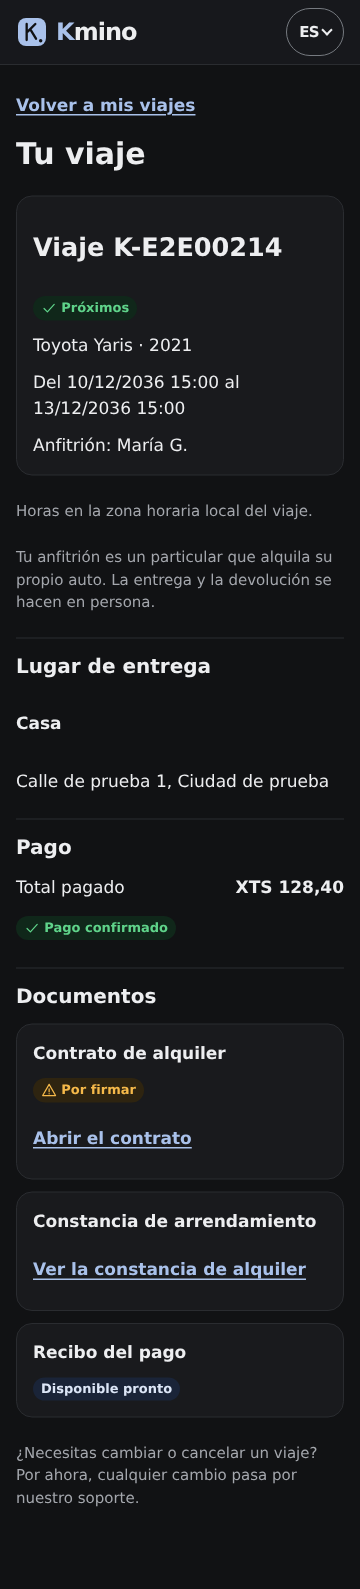 Kmino
ES
Volver a mis viajes
Tu viaje
Viaje K-E2E00214
Próximos
Toyota Yaris · 2021
Del 10/12/2036 15:00 al
13/12/2036 15:00
Anfitrión: María G.
Horas en la zona horaria local del viaje.
Tu anfitrión es un particular que alquila su
propio auto. La entrega y la devolución se
hacen en persona.
Lugar de entrega
Casa
Calle de prueba 1, Ciudad de prueba
Pago
Total pagado XTS 128,40
Pago confirmado
Documentos
Contrato de alquiler
Por firmar
Abrir el contrato
Constancia de arrendamiento
Ver la constancia de alquiler
Recibo del pago
Disponible pronto
¿Necesitas cambiar o cancelar un viaje?
Por ahora, cualquier cambio pasa por
nuestro soporte.